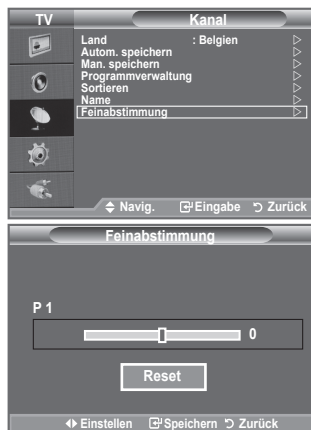 TV Kanal
Land : Belgien
Autom. speichern
Man. speichern
Programmverwaltung
Sortieren
Name
Feinabstimmung
Navig. Eingabe Zurück
Feinabstimmung
P 1
0
Reset
Einstellen Speichern Zurück